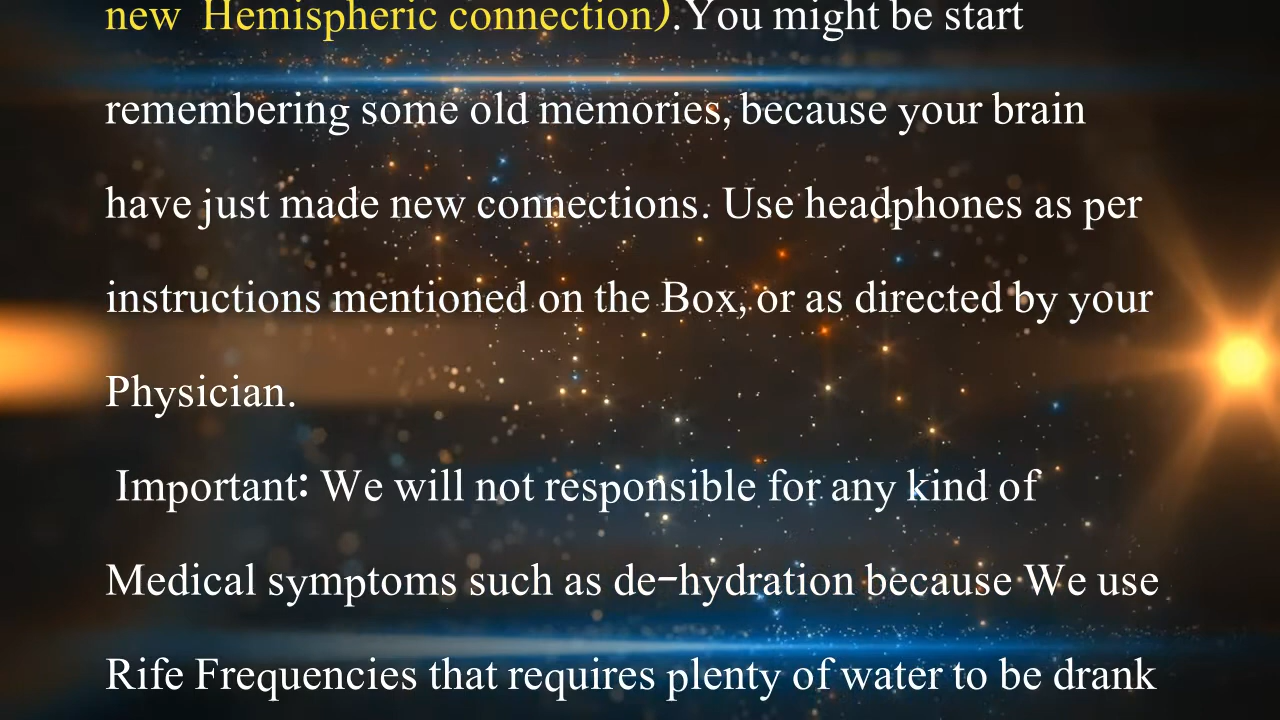 new  Hemispheric connection).You might be start
remembering some old memories, because your brain
have just made new connections. Use headphones as per
instructions mentioned on the Box, or as directed by your
Physician.
Important: We will not responsible for any kind of
Medical symptoms such as de-hydration because We use
Rife Frequencies that requires plenty of water to be drank